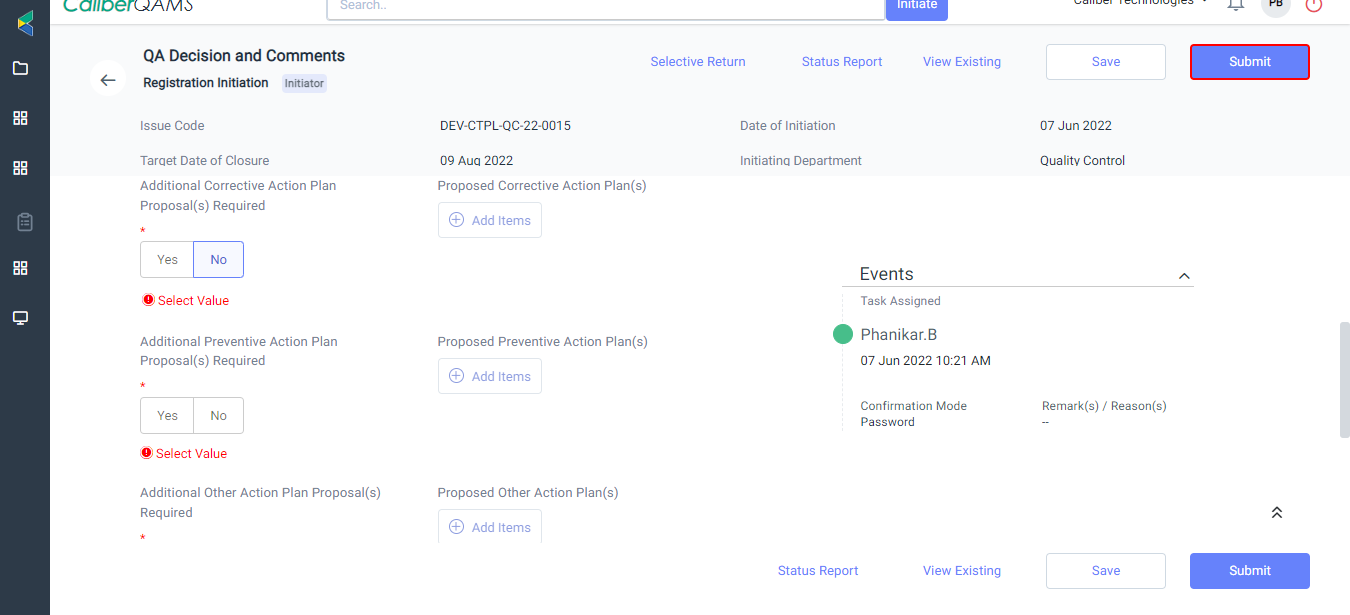 CaliberQAMS
Search..
Initiate
Caliber Technologies
PB
QA Decision and Comments
Registration Initiation Initiator
Selective Return
Status Report
View Existing
Save
Submit
Issue Code DEV-CTPL-QC-22-0015 Date of Initiation 07 Jun 2022
Target Date of Closure 09 Aug 2022 Initiating Department Quality Control
Additional Corrective Action Plan
Proposal(s) Required
*
Yes No
Select Value
Proposed Corrective Action Plan(s)
Add Items
Additional Preventive Action Plan
Proposal(s) Required
*
Yes No
Select Value
Proposed Preventive Action Plan(s)
Add Items
Additional Other Action Plan Proposal(s)
Required
*
Proposed Other Action Plan(s)
Add Items
Events
Task Assigned
Phanikar.B
07 Jun 2022 10:21 AM
Confirmation Mode
Password
Remark(s) / Reason(s)
--
Status Report
View Existing
Save
Submit